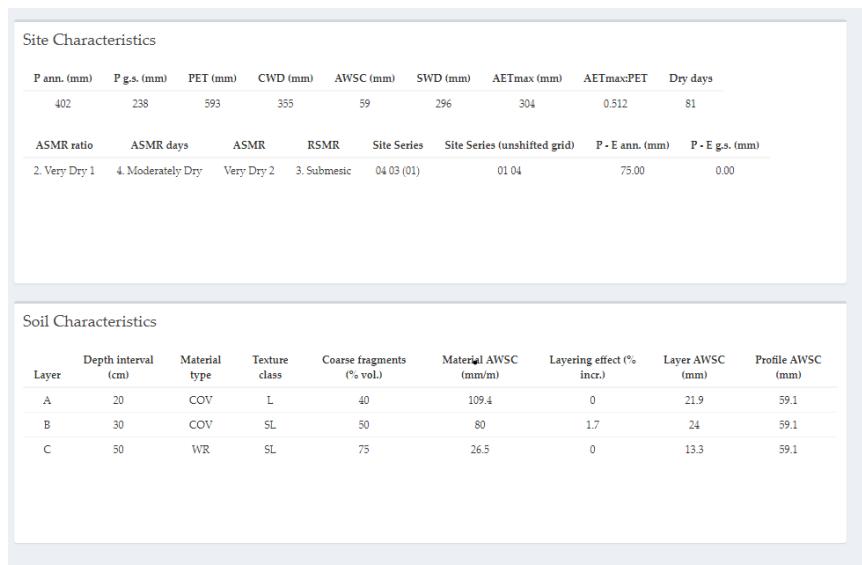 Site Characteristics
P ann. (mm) P g.s. (mm) PET (mm) CWD (mm) AWSC (mm) SWD (mm) AETmax (mm) AETmax:PET Dry days
402 238 593 355 59 296 304 0.512 81
ASMR ratio ASMR days ASMR RSMR Site Series Site Series (unshifted grid) P - E ann. (mm) P - E g.s. (mm)
2. Very Dry 1 4. Moderately Dry Very Dry 2 3. Submesic 04 03 (01) 01 04 75.00 0.00
Soil Characteristics
Depth interval Material Texture Coarse fragments Material AWSC Layering effect (% Layer AWSC Profile AWSC
Layer (cm) type class (% vol.) (mm/m) incr.) (mm) (mm)
A 20 COV L 40 109.4 0 21.9 59.1
B 30 COV SL 50 80 1.7 24 59.1
C 50 WR SL 75 26.5 0 13.3 59.1